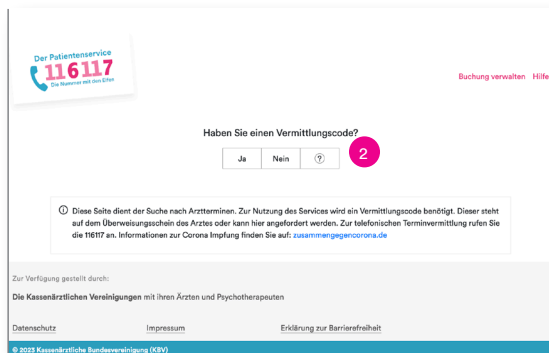 Der Patientenservice
116117
Die Nummer mit den Elfen
Buchung verwalten Hilfe
Haben Sie einen Vermittlungscode?
Ja Nein ? 2
Diese Seite dient der Suche nach Arztterminen. Zur Nutzung des Services wird ein Vermittlungscode benötigt. Dieser steht
auf dem Überweisungsschein des Arztes oder kann hier angefordert werden. Zur telefonischen Terminvermittlung rufen Sie
die 116117 an. Informationen zur Corona Impfung finden Sie auf: zusammengegencorona.de
Zur Verfügung gestellt durch:
Die Kassenärztlichen Vereinigungen mit ihren Ärzten und Psychotherapeuten
Datenschutz Impressum Erklärung zur Barrierefreiheit
© 2023 Kassenärztliche Bundesvereinigung (KBV)